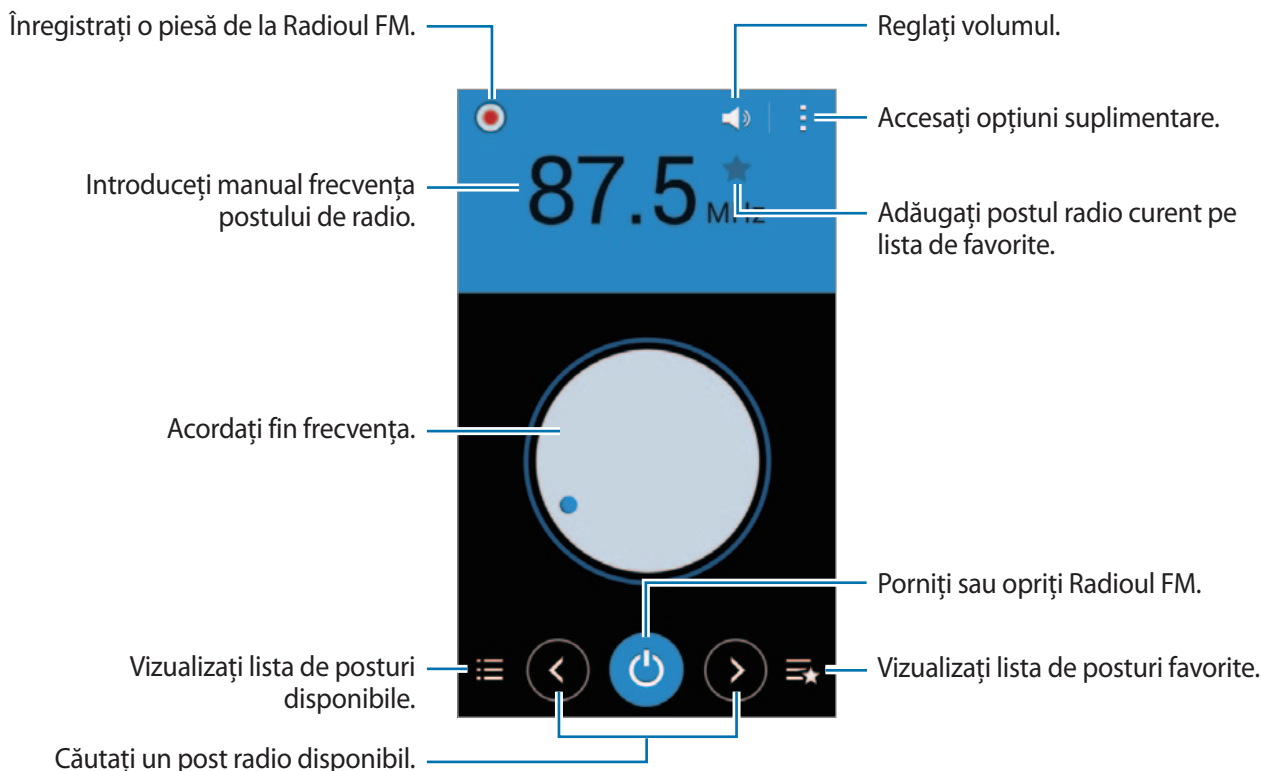 Înregistrați o piesă de la Radioul FM.
Reglați volumul.
Accesați opțiuni suplimentare.
Introduceți manual frecvența
postului de radio.
87.5 MHz
Adăugați postul radio curent pe
lista de favorite.
Acordați fin frecvența.
Porniți sau opriți Radioul FM.
Vizualizați lista de posturi
disponibile.
Vizualizați lista de posturi favorite.
Căutați un post radio disponibil.